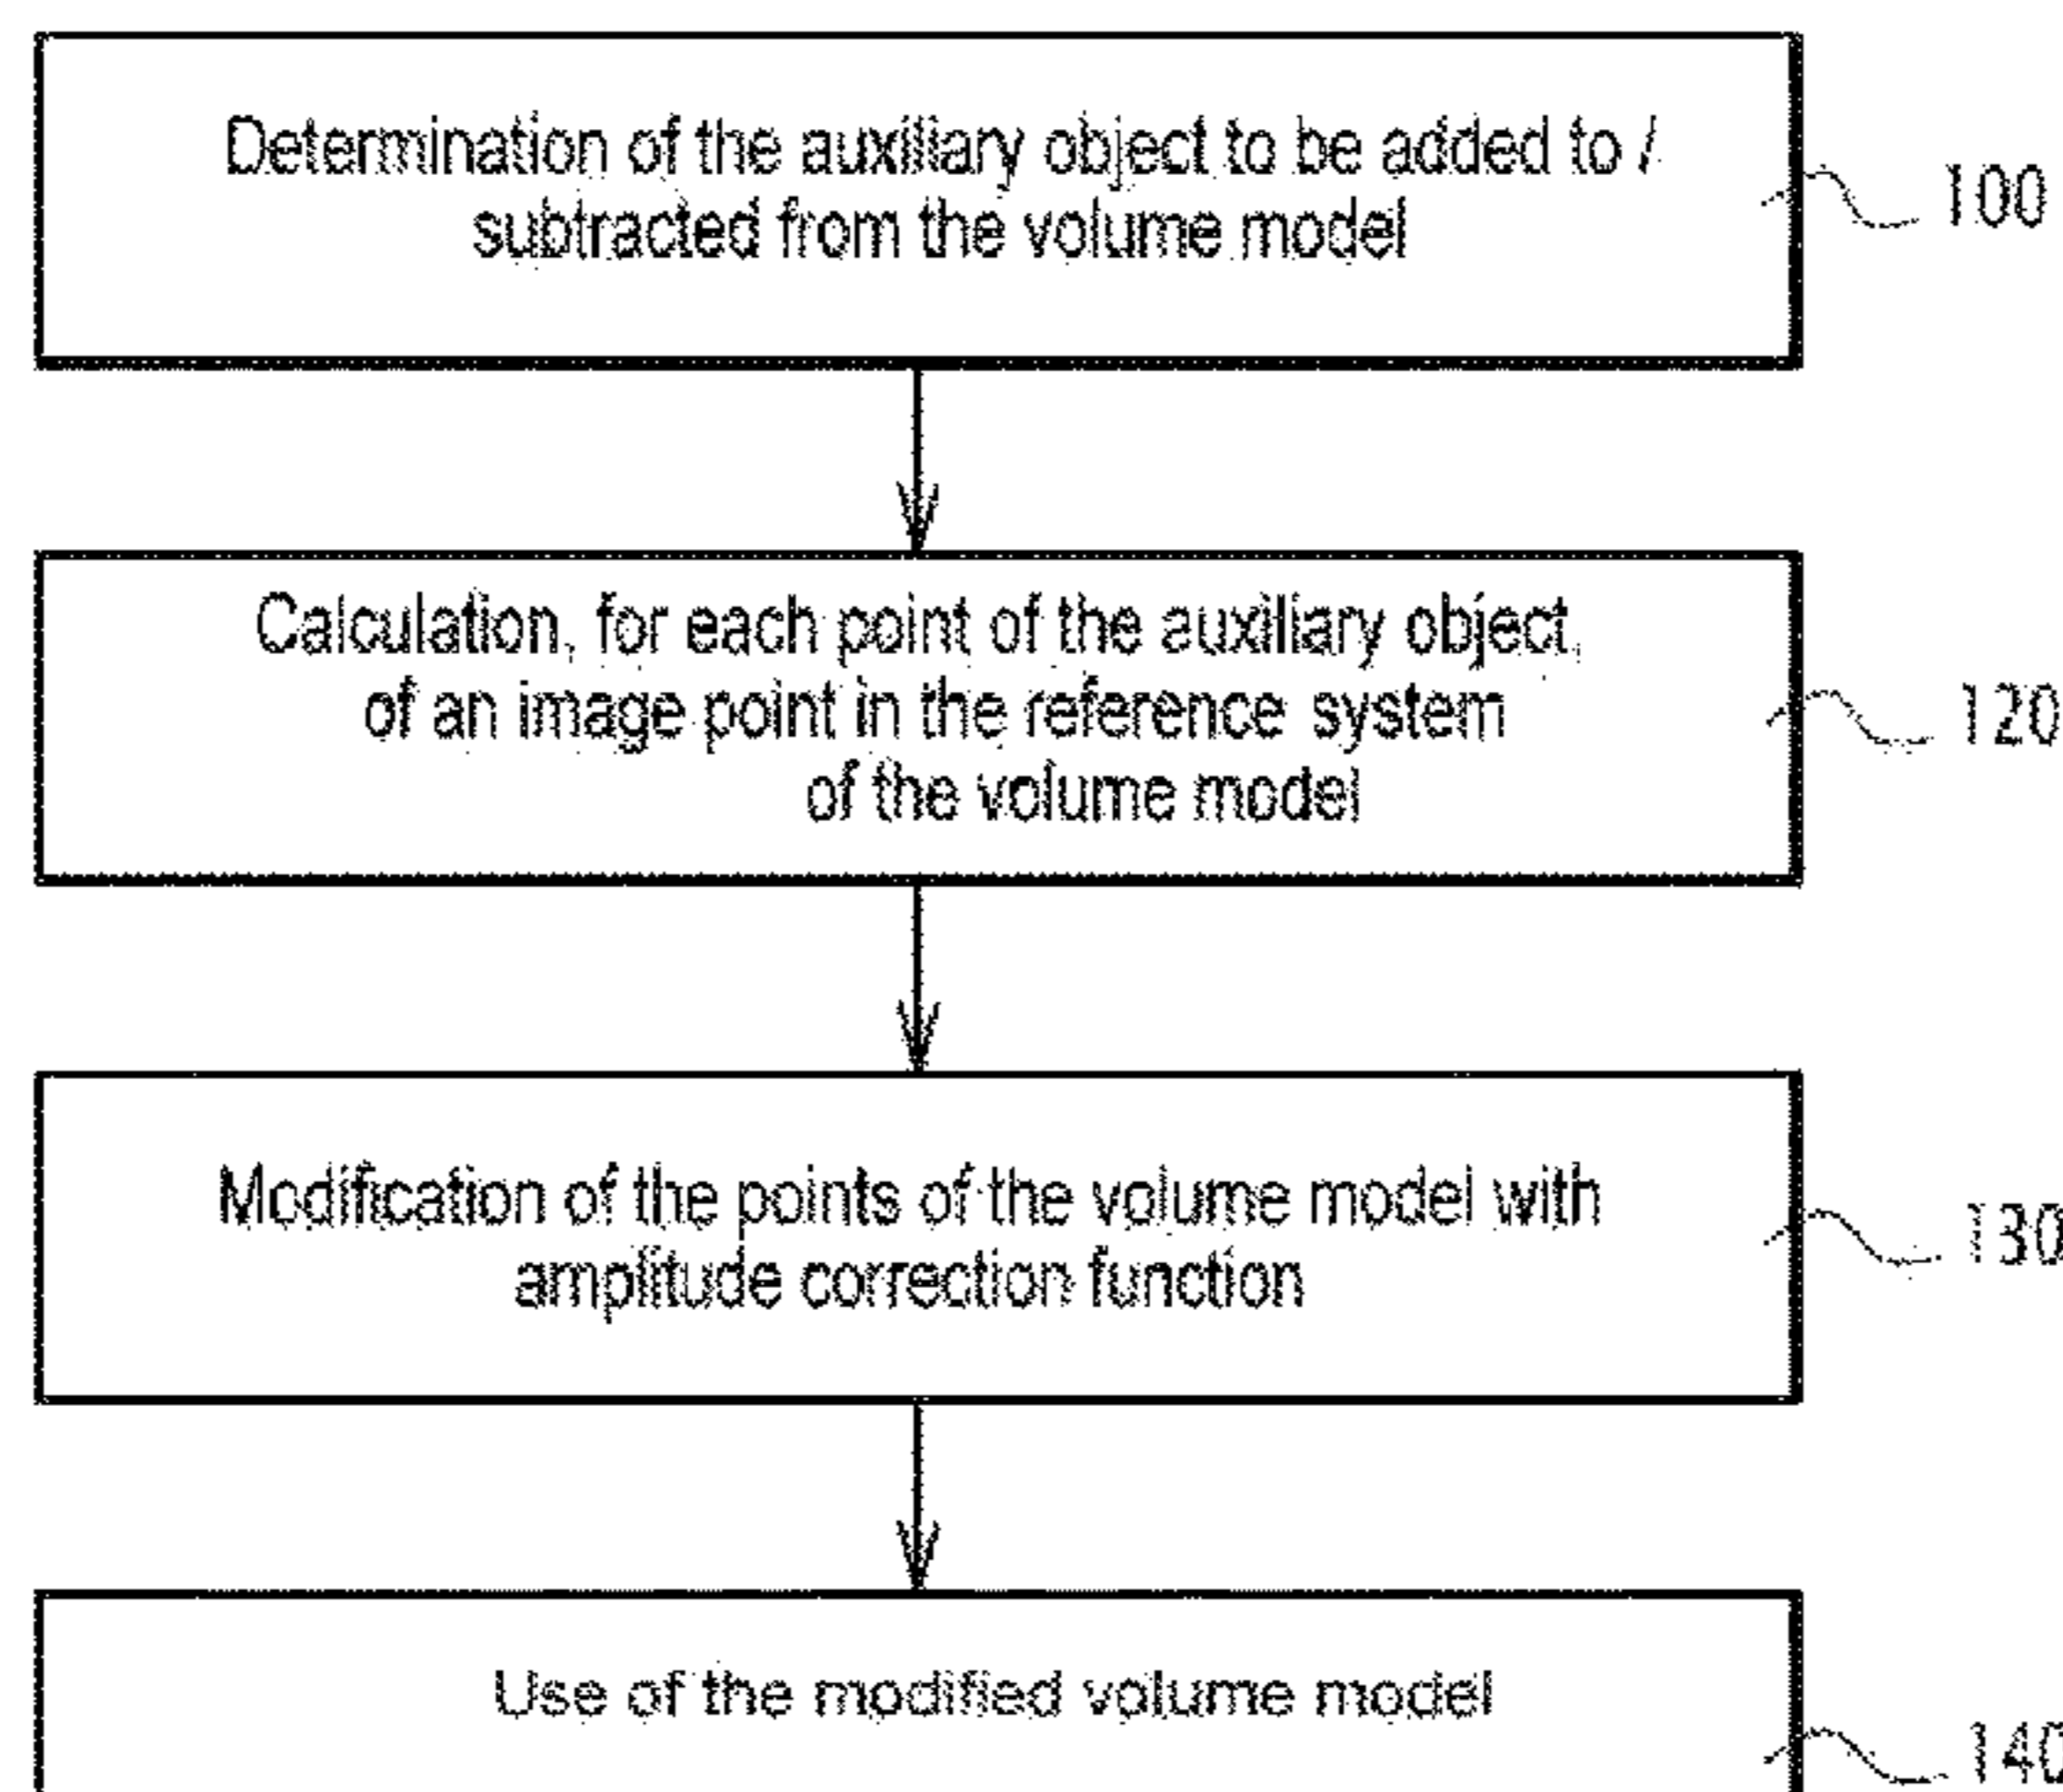 Determination of the auxiliary object to be added to /
subtracted from the volume model
100
Calculation, for each point of the auxiliary object,
of an image point in the reference system
of the volume model
120
Modification of the points of the volume model with
amplitude correction function
130
Use of the modified volume model
140